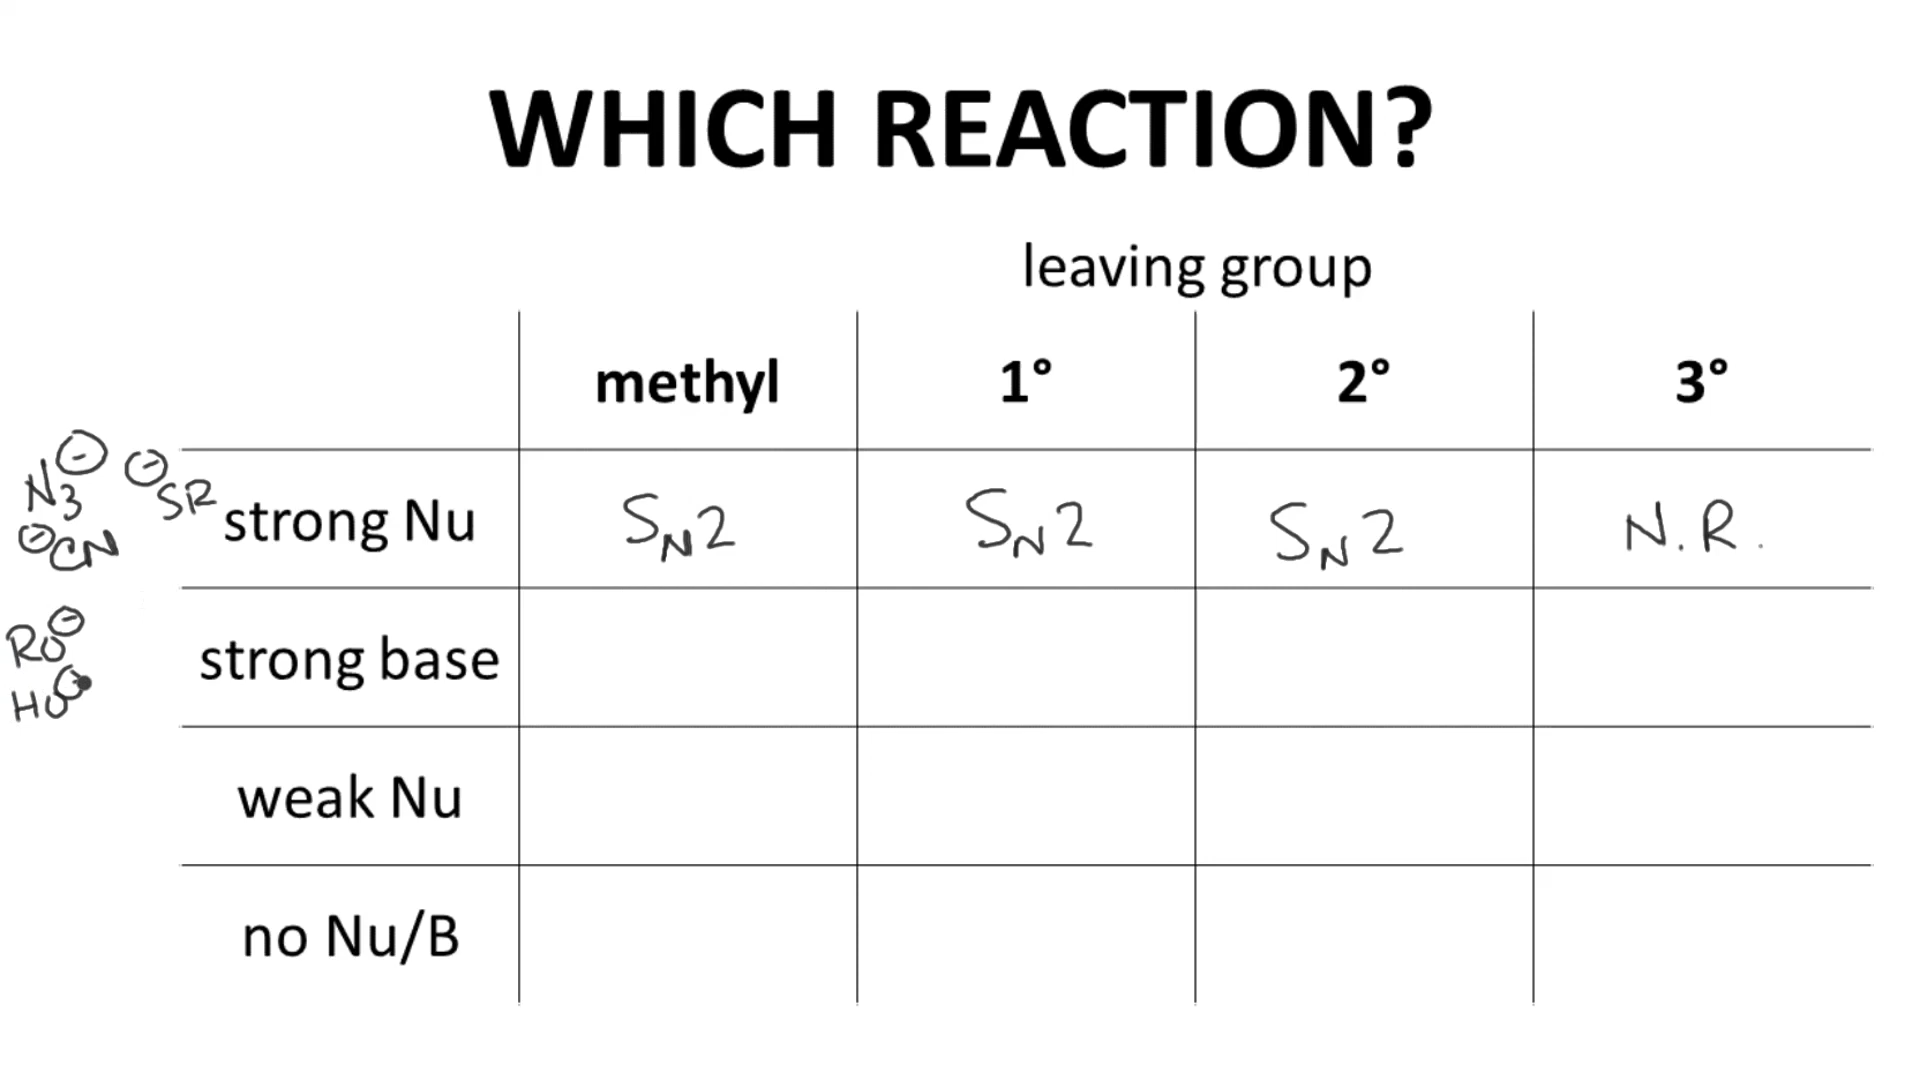 WHICH REACTION?
leaving group
methyl 1° 2° 3°
N3⊖ ⊖SR
⊖CN
strong Nu SN2 SN2 SN2 N.R.
RO⊖
HO⊖
strong base
weak Nu
no Nu/B